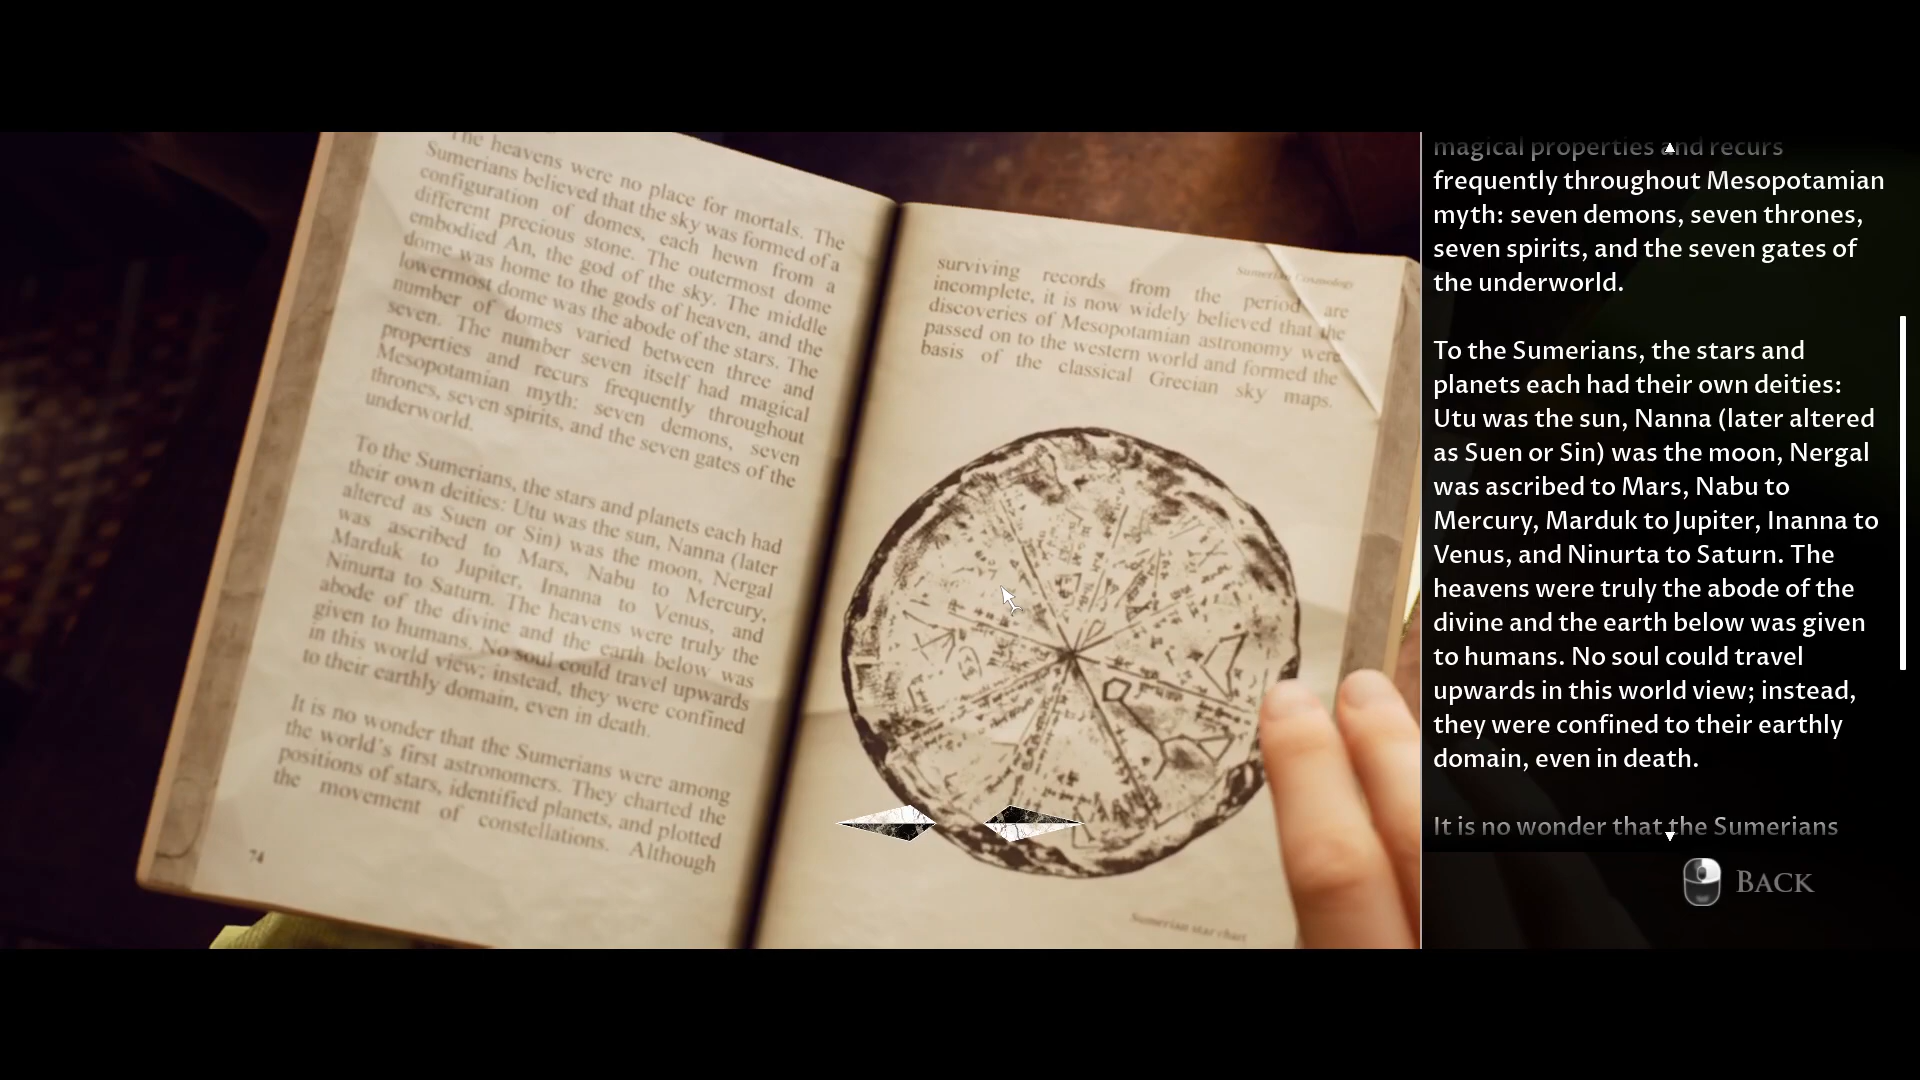 The heavens were no place for mortals. The
Sumerians believed that the sky was formed of a
configuration of domes, each hewn from a
different precious stone. The outermost dome
embodied An, the god of the sky. The middle
dome was home to the gods of heaven, and the
lowermost dome was the abode of the stars. The
number of domes varied between three and
seven. The number seven itself had magical
properties and recurs frequently throughout
Mesopotamian myth: seven demons, seven
thrones, seven spirits, and the seven gates of the
underworld.
To the Sumerians, the stars and planets each had
their own deities: Utu was the sun, Nanna (later
altered as Suen or Sin) was the moon, Nergal
was ascribed to Mars, Nabu to Mercury,
Marduk to Jupiter, Inanna to Venus, and
Ninurta to Saturn. The heavens were truly the
abode of the divine and the earth below was
given to humans. No soul could travel upwards
in this world view; instead, they were confined
to their earthly domain, even in death.
It is no wonder that the Sumerians were among
the world's first astronomers. They charted the
positions of stars, identified planets, and plotted
the movement of constellations. Although
74
Sumerian Cosmology
surviving records from the period are
incomplete, it is now widely believed that the
discoveries of Mesopotamian astronomy were
passed on to the western world and formed the
basis of the classical Grecian sky maps.
Sumerian star chart
magical properties and recurs
frequently throughout Mesopotamian
myth: seven demons, seven thrones,
seven spirits, and the seven gates of
the underworld.
To the Sumerians, the stars and
planets each had their own deities:
Utu was the sun, Nanna (later altered
as Suen or Sin) was the moon, Nergal
was ascribed to Mars, Nabu to
Mercury, Marduk to Jupiter, Inanna to
Venus, and Ninurta to Saturn. The
heavens were truly the abode of the
divine and the earth below was given
to humans. No soul could travel
upwards in this world view; instead,
they were confined to their earthly
domain, even in death.
It is no wonder that the Sumerians
BACK